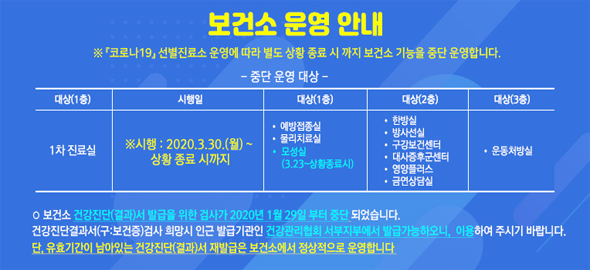 보건소 운영 안내
※ 「코로나19」 선별진료소 운영에 따라 별도 상황 종료 시 까지 보건소 기능을 중단 운영합니다.
– 중단 운영 대상 –
대상(1층) 시행일 대상(1층) 대상(2층) 대상(3층)
1차 진료실
※시행 : 2020.3.30.(월) ~
상황 종료 시까지
• 예방접종실
• 물리치료실
• 모성실
(3.23~상황종료시)
• 한방실
• 방사선실
• 구강보건센터
• 대사증후군센터
• 영양플러스
• 금연상담실
• 운동처방실
○ 보건소 건강진단(결과)서 발급을 위한 검사가 2020년 1월 29일 부터 중단 되었습니다.
건강진단결과서(구:보건증)검사 희망시 인근 발급기관인 건강관리협회 서부지부에서 발급가능하오니, 이용하여 주시기 바랍니다.
단, 유효기간이 남아있는 건강진단(결과)서 재발급은 보건소에서 정상적으로 운영합니다